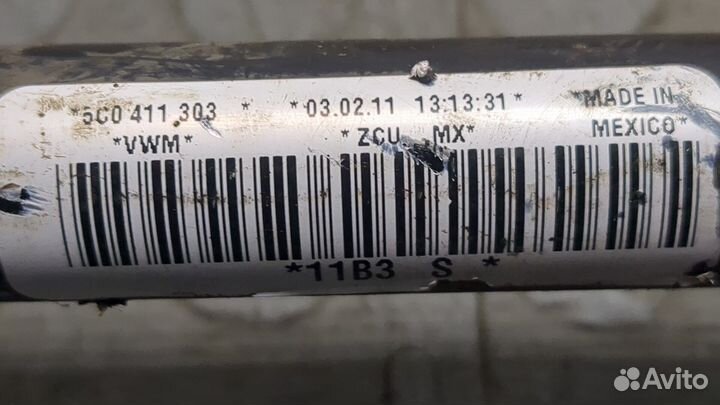 *5C0 411 303 * *03.02.11 13:13:31* *MADE IN
*VWM* *ZCU MX* MEXICO*
*11B3 S *
Avito